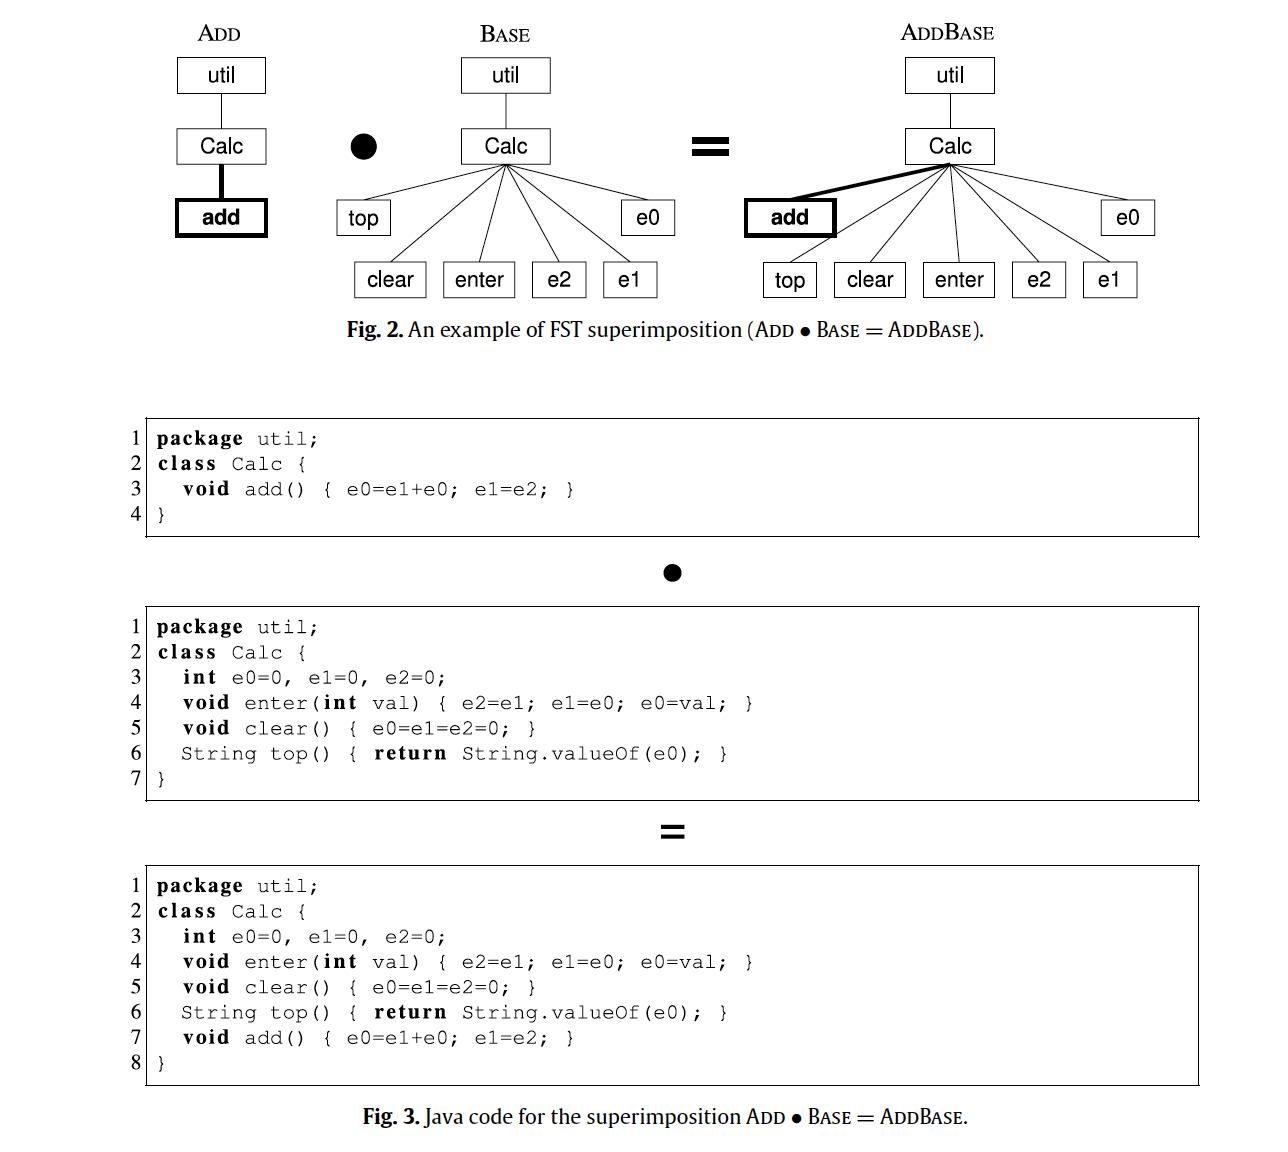 ADD BASE ADDBASE
util util util
Calc ● Calc = Calc
add top e0 add e0
clear enter e2 e1 top clear enter e2 e1
Fig. 2. An example of FST superimposition (ADD ● BASE = ADDBASE).
1 package util;
2 class Calc {
3 void add() { e0=e1+e0; e1=e2; }
4 }
●
1 package util;
2 class Calc {
3 int e0=0, e1=0, e2=0;
4 void enter(int val) { e2=e1; e1=e0; e0=val; }
5 void clear() { e0=e1=e2=0; }
6 String top() { return String.valueOf(e0); }
7 }
=
1 package util;
2 class Calc {
3 int e0=0, e1=0, e2=0;
4 void enter(int val) { e2=e1; e1=e0; e0=val; }
5 void clear() { e0=e1=e2=0; }
6 String top() { return String.valueOf(e0); }
7 void add() { e0=e1+e0; e1=e2; }
8 }
Fig. 3. Java code for the superimposition ADD ● BASE = ADDBASE.